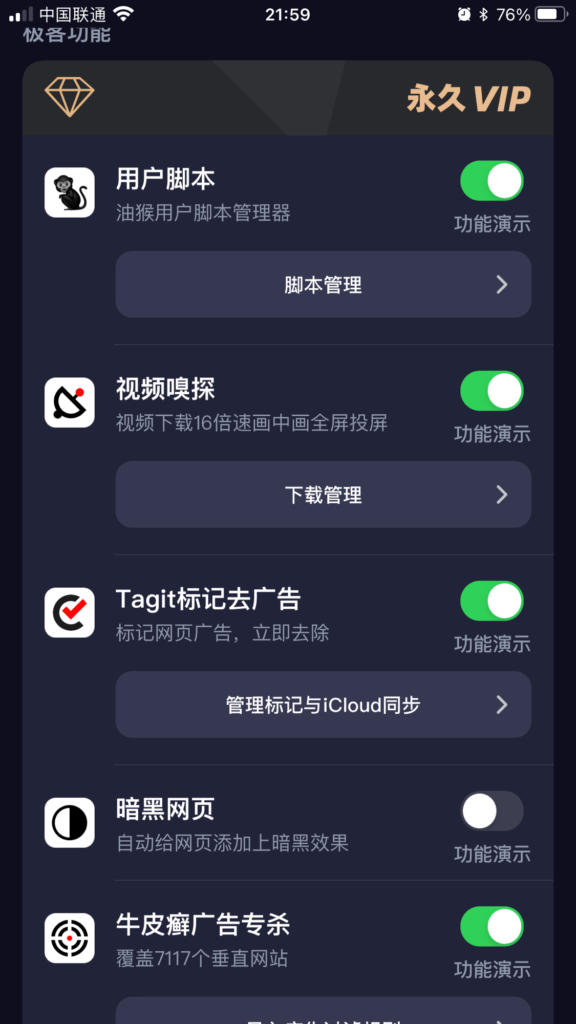 中国联通
21:59
76%
极客功能
永久 VIP
用户脚本
油猴用户脚本管理器
功能演示
脚本管理
视频嗅探
视频下载16倍速画中画全屏投屏
功能演示
下载管理
Tagit标记去广告
标记网页广告，立即去除
功能演示
管理标记与iCloud同步
暗黑网页
自动给网页添加上暗黑效果
功能演示
牛皮癣广告专杀
覆盖7117个垂直网站
功能演示